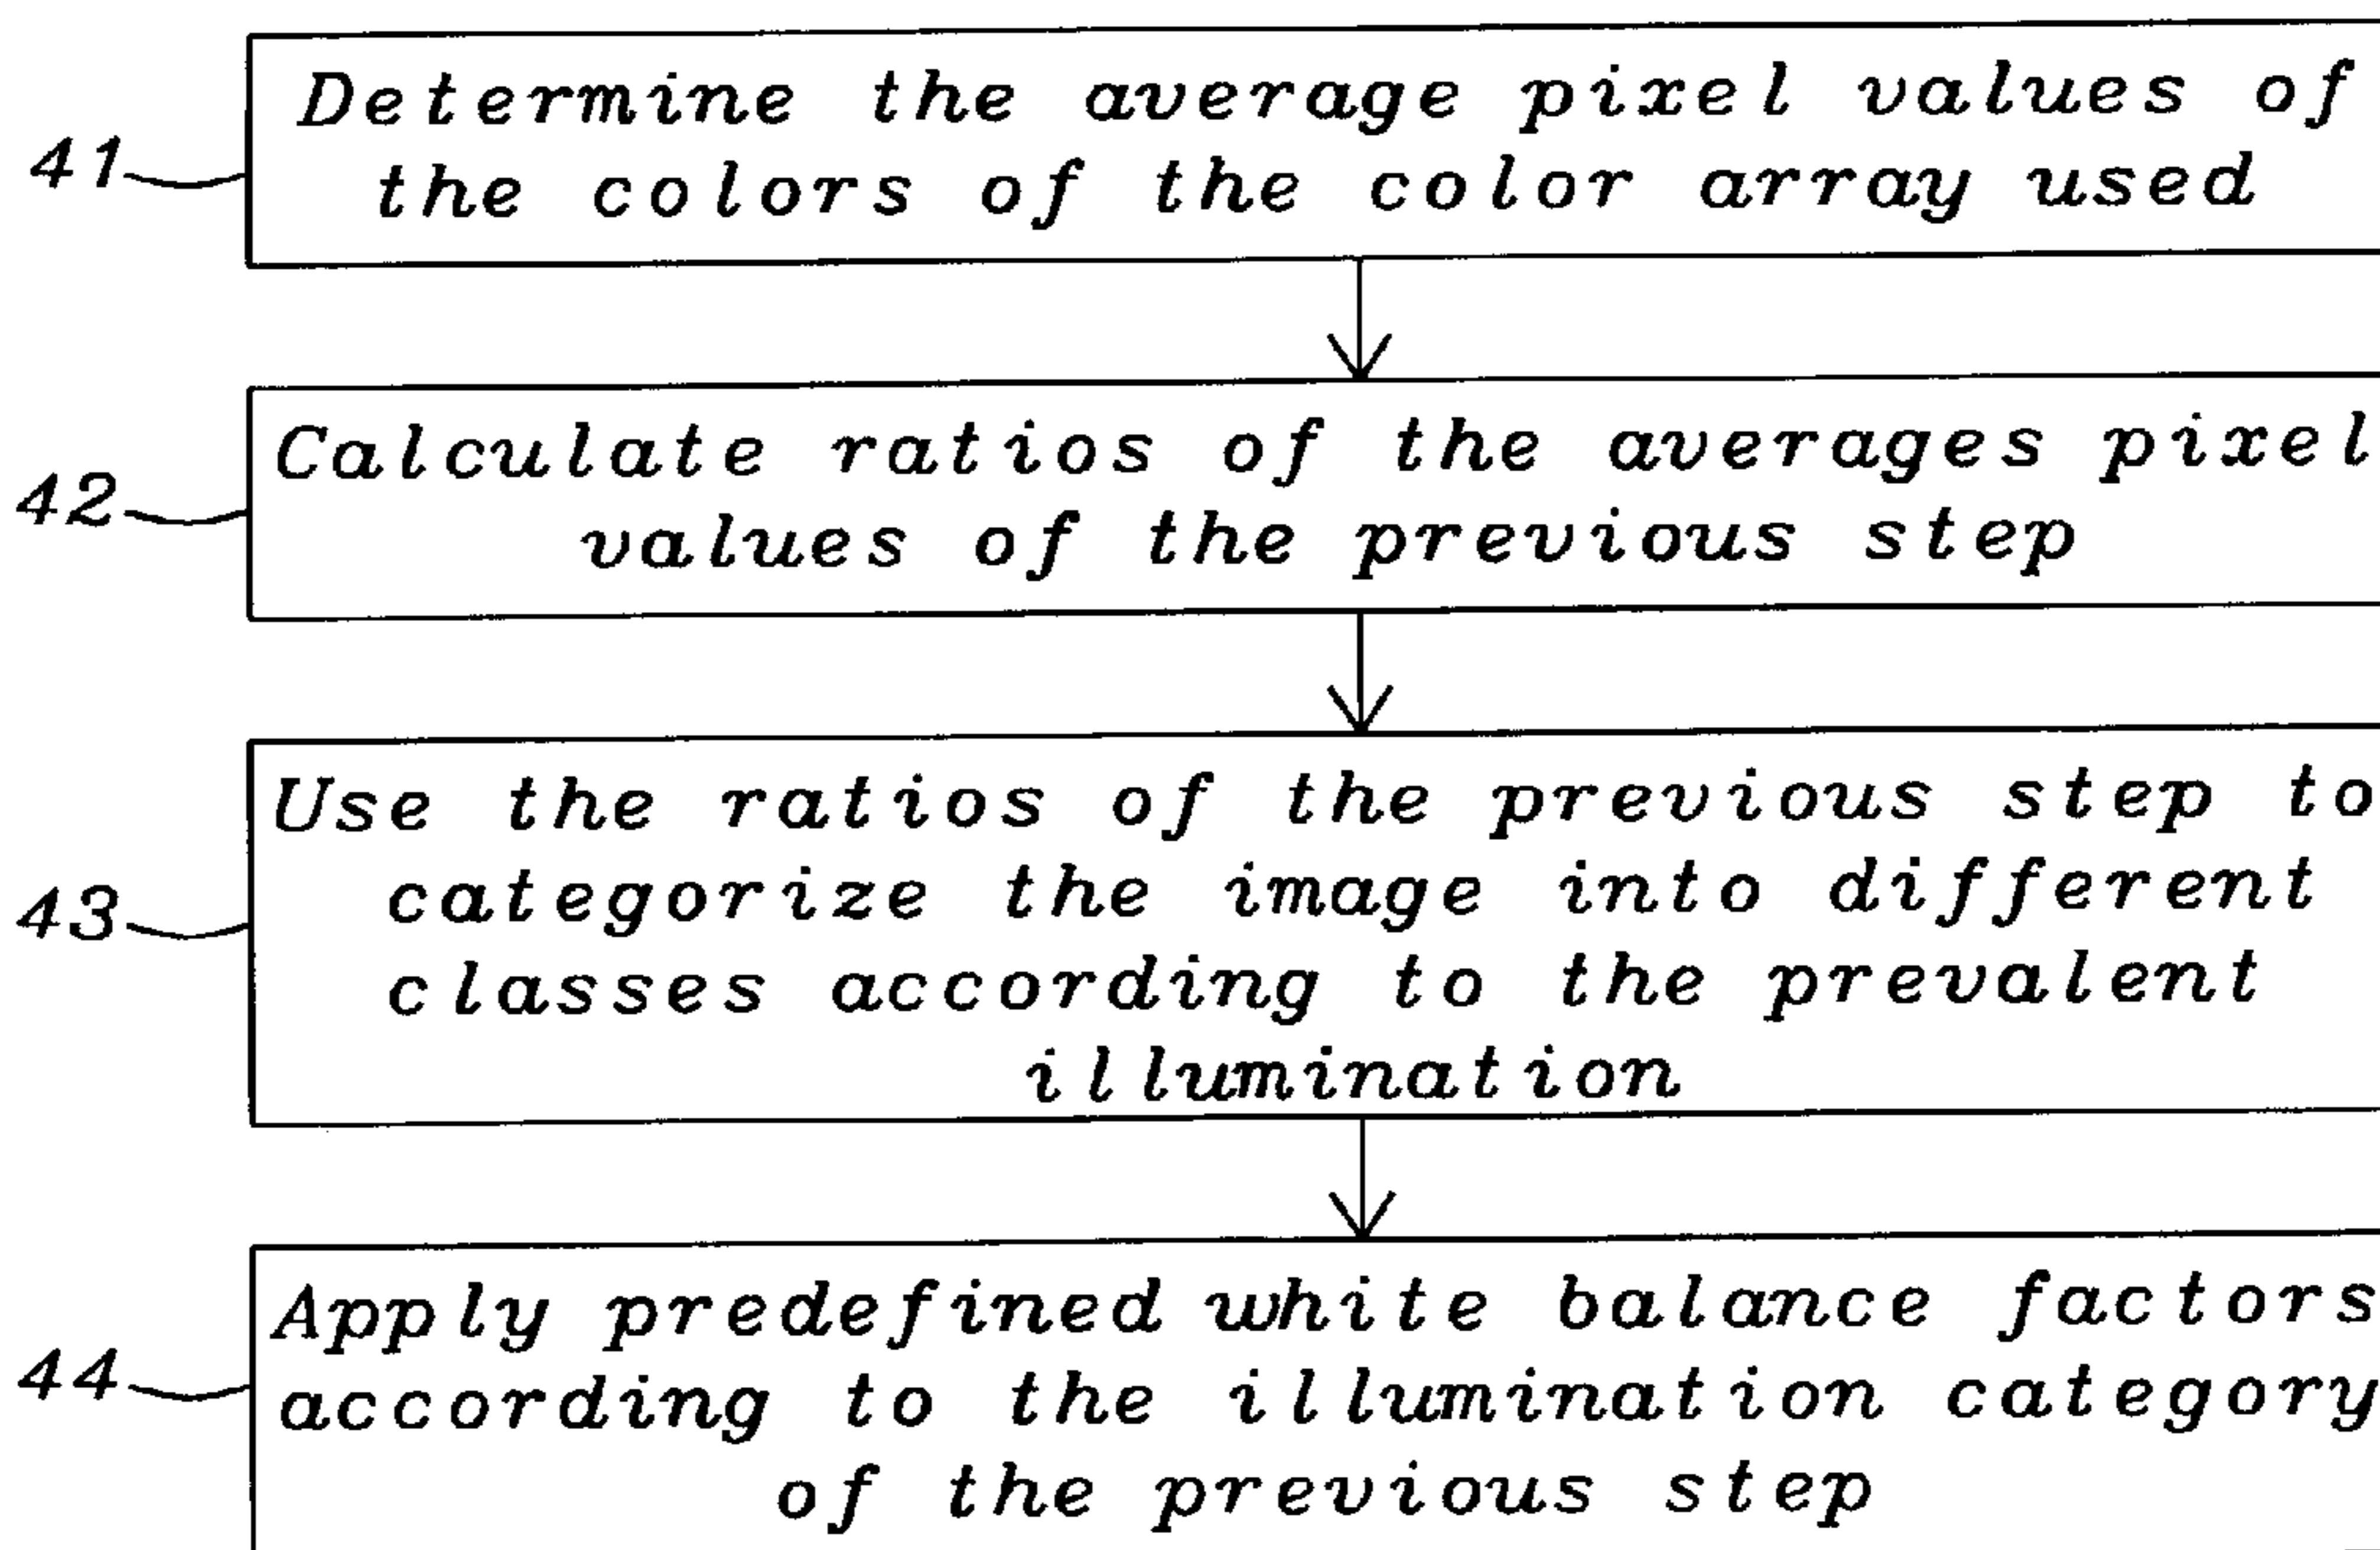 Determine the average pixel values of
41
the colors of the color array used
Calculate ratios of the averages pixel
42
values of the previous step
Use the ratios of the previous step to
categorize the image into different
43
classes according to the prevalent
illumination
Apply predefined white balance factors
44
according to the illumination category
of the previous step